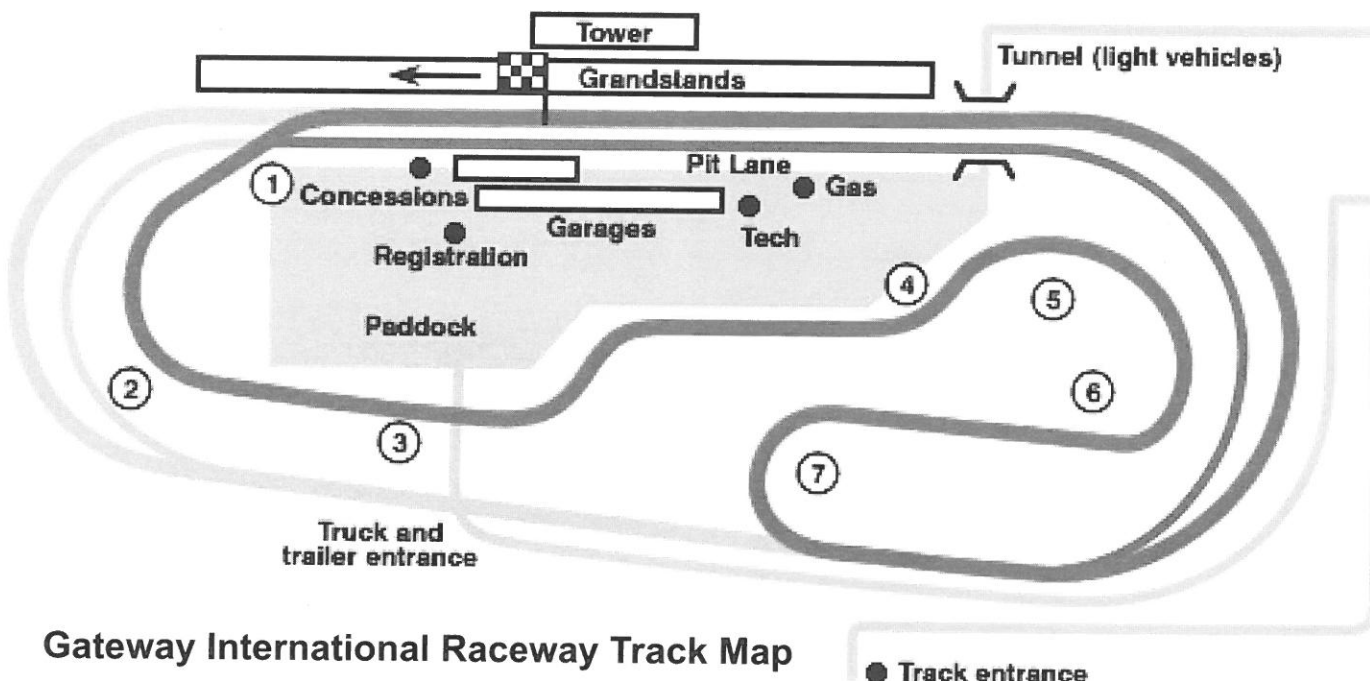 Tower
Tunnel (light vehicles)
Grandstands
Pit Lane
1
Concessions
Gas
Garages
Tech
Registration
4
5
Paddock
2
6
3
7
Truck and
trailer entrance
Gateway International Raceway Track Map
Track entrance